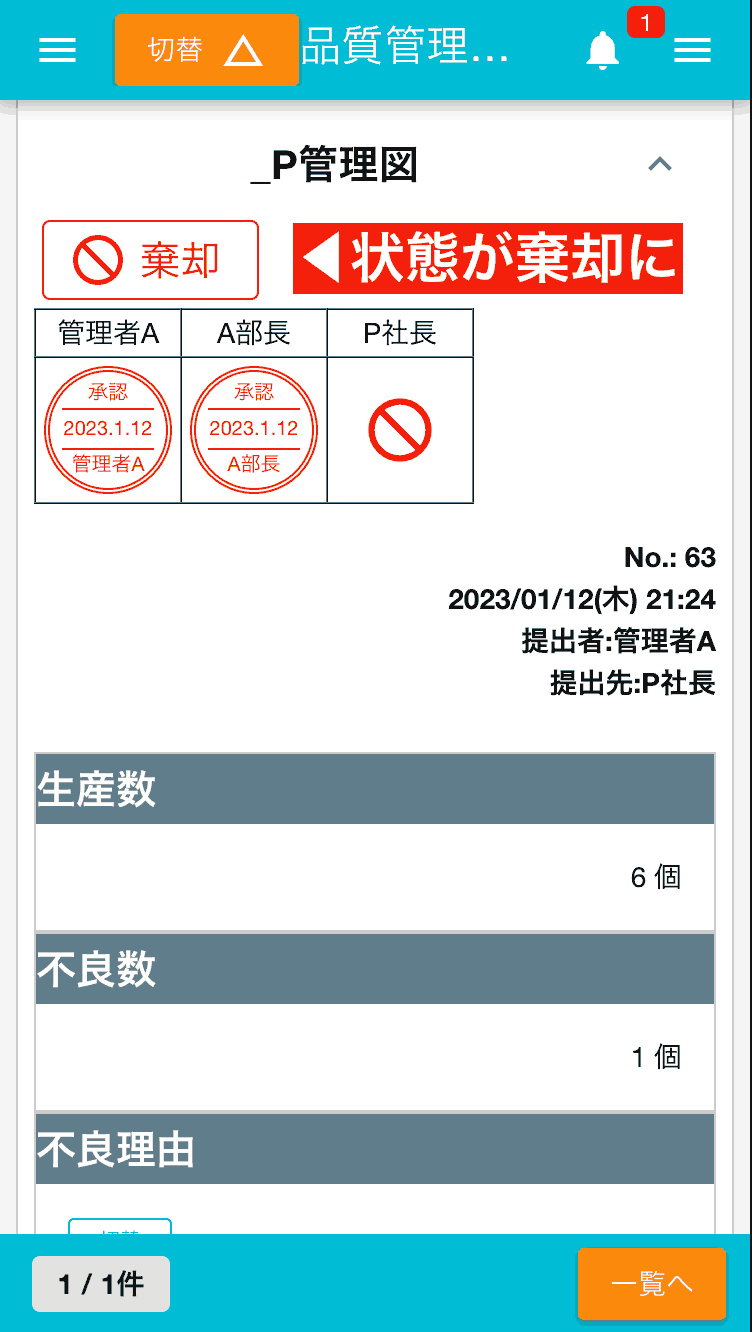 切替
品質管理...
1
_P管理図
棄却
状態が棄却に
管理者A A部長 P社長
承認 承認
2023.1.12 2023.1.12
管理者A A部長
No.: 63
2023/01/12(木) 21:24
提出者:管理者A
提出先:P社長
生産数
6 個
不良数
1 個
不良理由
切替
1 / 1件
一覧へ